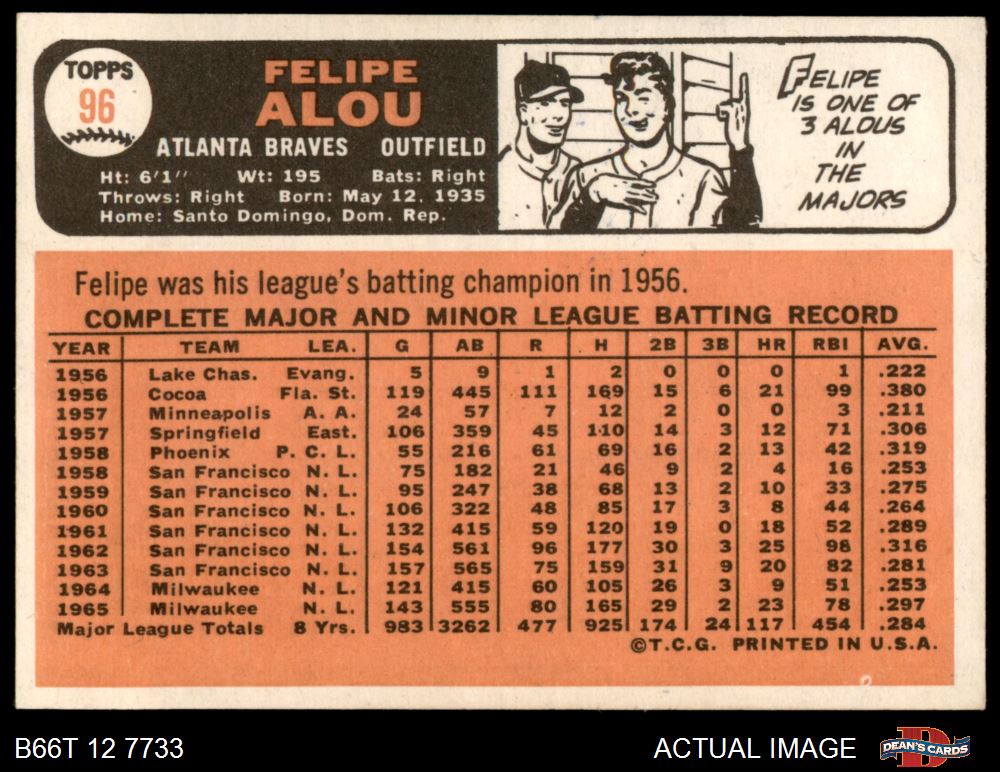 TOPPS
96
FELIPE
ALOU
ATLANTA BRAVES OUTFIELD
Ht: 6'1" Wt: 195 Bats: Right
Throws: Right Born: May 12, 1935
Home: Santo Domingo, Dom. Rep.
FELIPE
IS ONE OF
3 ALOUS
IN
THE
MAJORS
Felipe was his league's batting champion in 1956.
COMPLETE MAJOR AND MINOR LEAGUE BATTING RECORD
YEAR TEAM LEA. G AB R H 2B 3B HR RBI AVG.
1956 Lake Chas. Evang. 5 9 1 2 0 0 0 1 .222
1956 Cocoa Fla. St. 119 445 111 169 15 6 21 99 .380
1957 Minneapolis A. A. 24 57 7 12 2 0 0 3 .211
1957 Springfield East. 106 359 45 110 14 3 12 71 .306
1958 Phoenix P. C. L. 55 216 61 69 16 2 13 42 .319
1958 San Francisco N. L. 75 182 21 46 9 2 4 16 .253
1959 San Francisco N. L. 95 247 38 68 13 2 10 33 .275
1960 San Francisco N. L. 106 322 48 85 17 3 8 44 .264
1961 San Francisco N. L. 132 415 59 120 19 0 18 52 .289
1962 San Francisco N. L. 154 561 96 177 30 3 25 98 .316
1963 San Francisco N. L. 157 565 75 159 31 9 20 82 .281
1964 Milwaukee N. L. 121 415 60 105 26 3 9 51 .253
1965 Milwaukee N. L. 143 555 80 165 29 2 23 78 .297
Major League Totals 8 Yrs. 983 3262 477 925 174 24 117 454 .284
©T.C.G. PRINTED IN U.S.A.
B66T 12 7733
ACTUAL IMAGE
DEAN'S CARDS